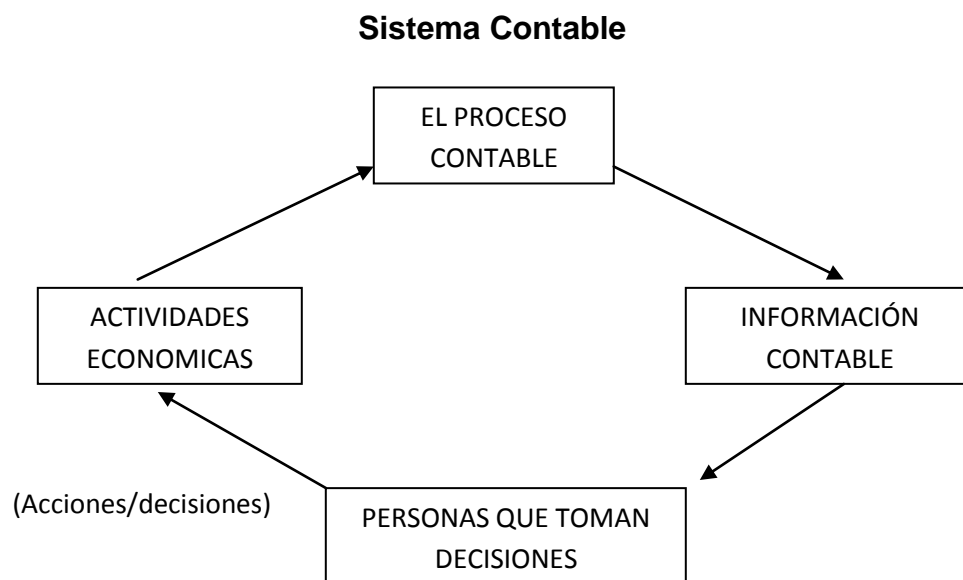 Sistema Contable
EL PROCESO
CONTABLE
ACTIVIDADES
ECONOMICAS
INFORMACIÓN
CONTABLE
(Acciones/decisiones)
PERSONAS QUE TOMAN
DECISIONES